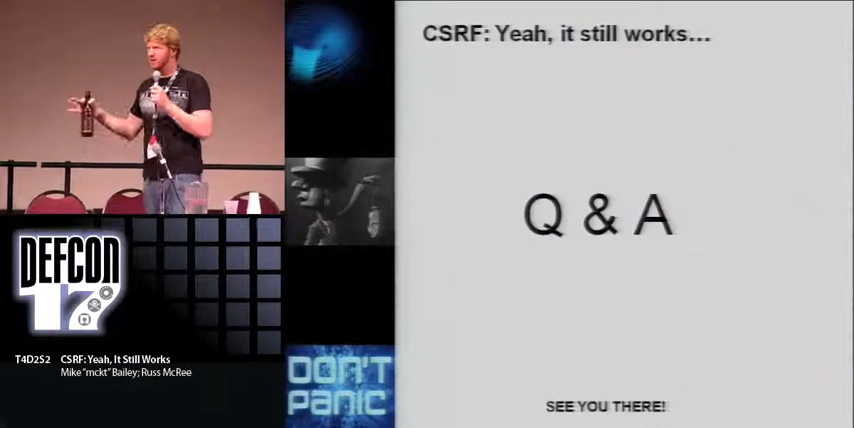 CSRF: Yeah, it still works...
Q & A
SEE YOU THERE!
DEFCON
17
T4D2S2 CSRF: Yeah, It Still Works
Mike "mckt" Bailey; Russ McRee
DON'T
PANIC